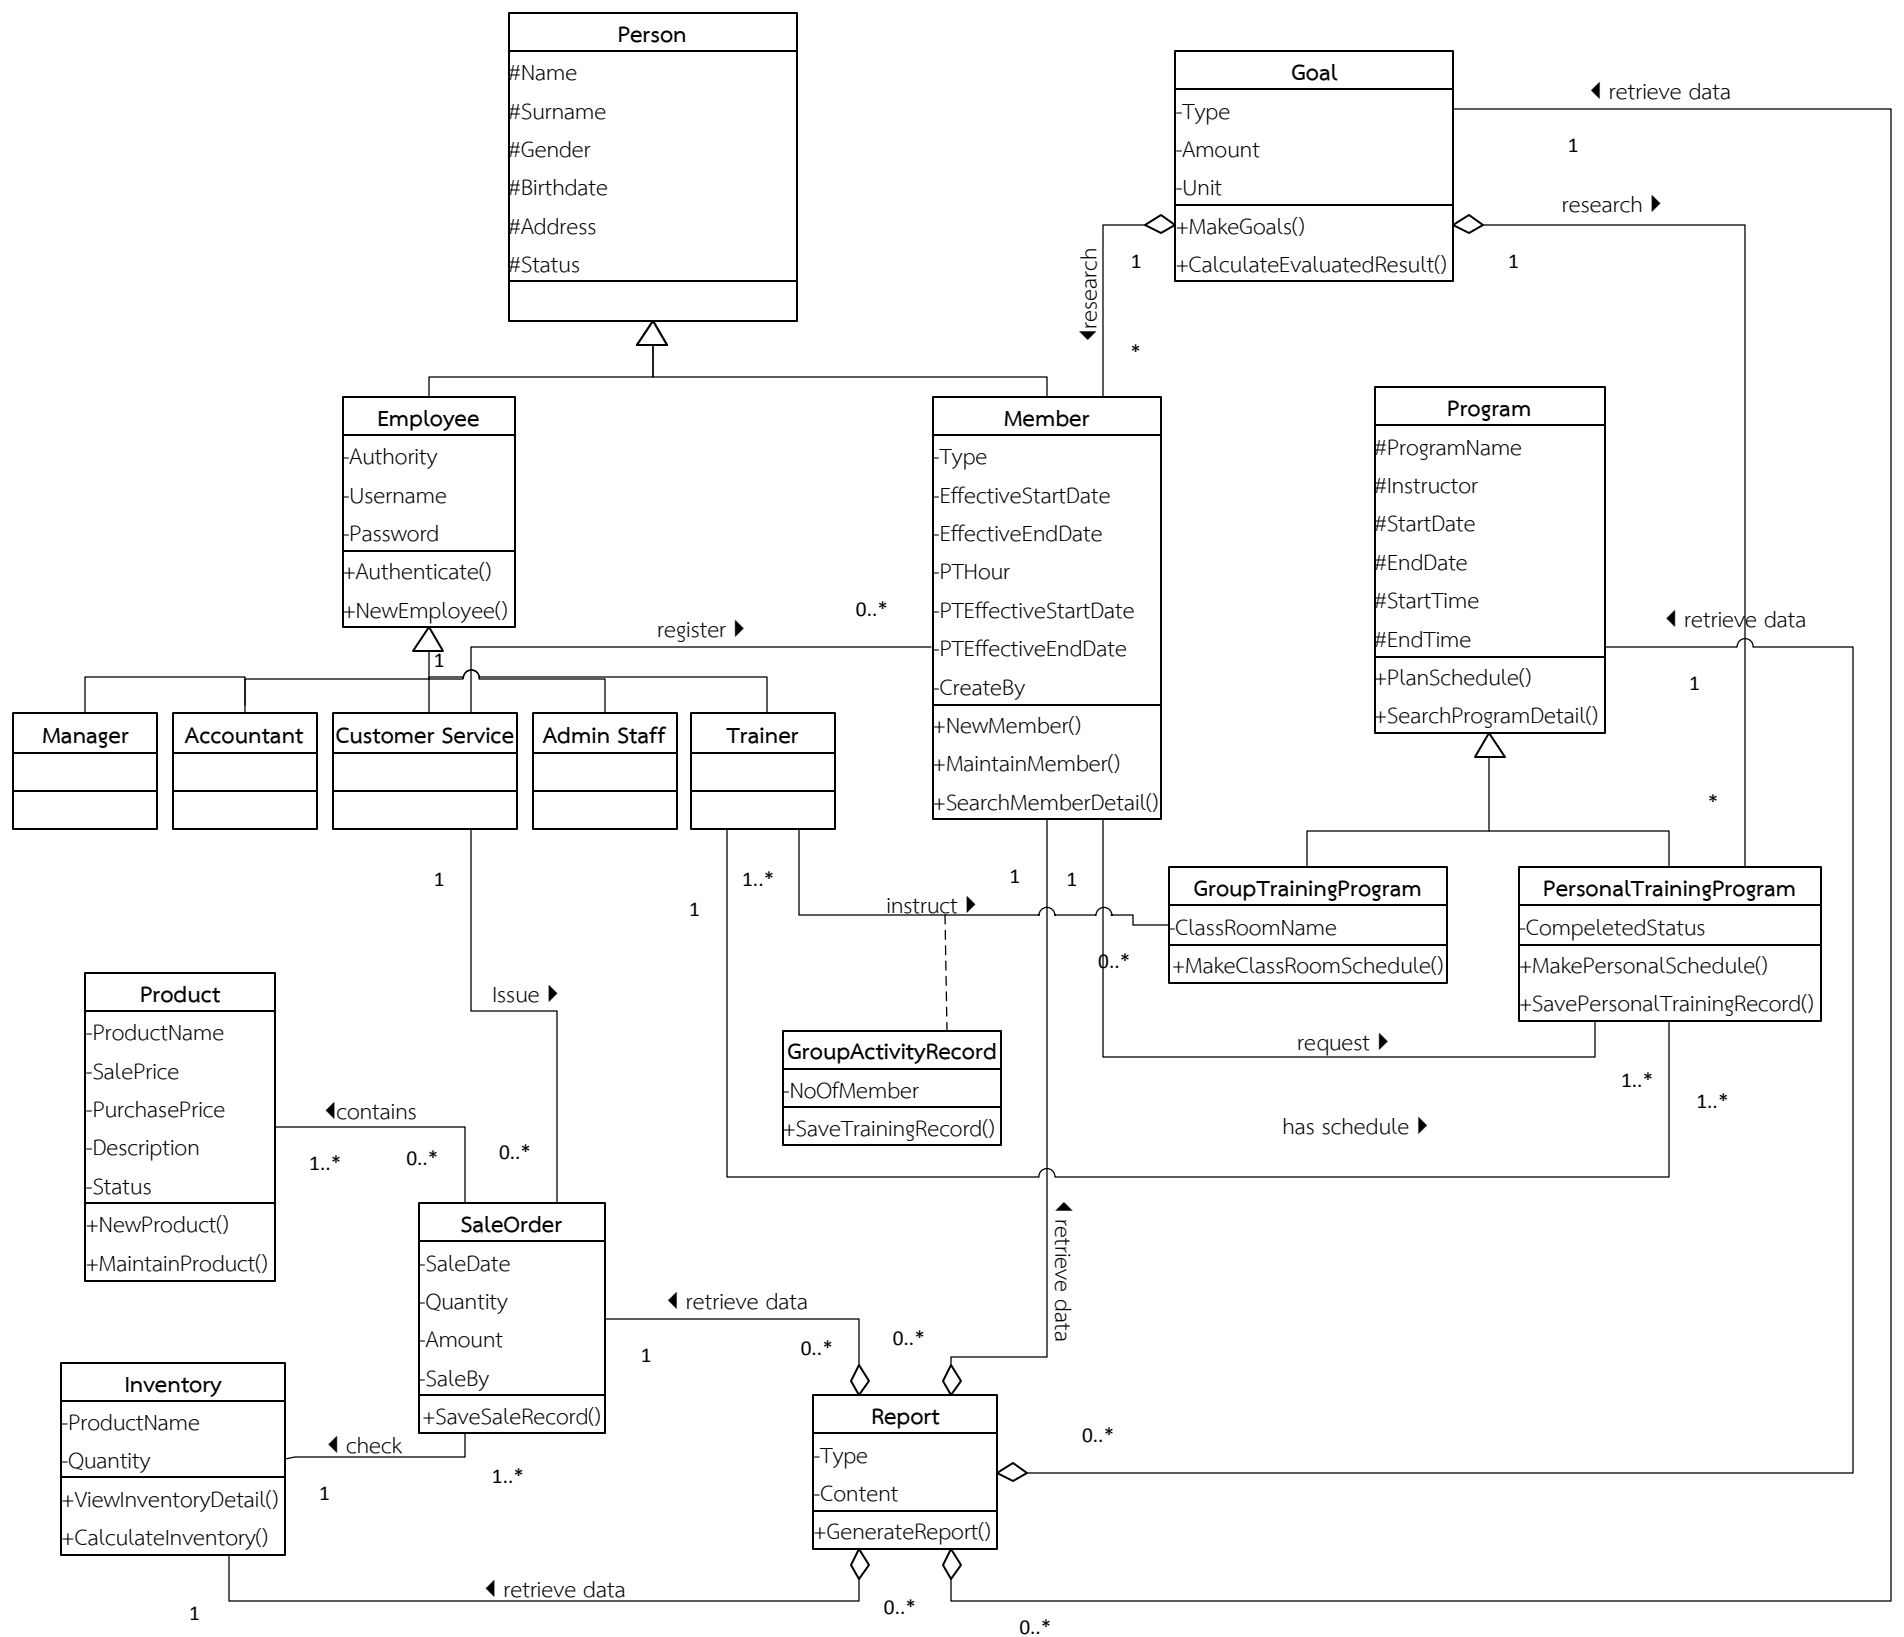 Person
#Name
#Surname
#Gender
#Birthdate
#Address
#Status
Goal
-Type
-Amount
-Unit
+MakeGoals()
+CalculateEvaluatedResult()
retrieve data
1
research
1
research
1
*
Employee
-Authority
-Username
-Password
+Authenticate()
+NewEmployee()
1
register
0..*
Member
-Type
-EffectiveStartDate
-EffectiveEndDate
-PTHour
-PTEffectiveStartDate
-PTEffectiveEndDate
-CreateBy
+NewMember()
+MaintainMember()
+SearchMemberDetail()
Program
#ProgramName
#Instructor
#StartDate
#EndDate
#StartTime
#EndTime
+PlanSchedule()
+SearchProgramDetail()
retrieve data
1
*
Manager
Accountant
Customer Service
Admin Staff
Trainer
1
1
1..*
1
1
instruct
0..*
GroupTrainingProgram
-ClassRoomName
+MakeClassRoomSchedule()
PersonalTrainingProgram
-CompeletedStatus
+MakePersonalSchedule()
+SavePersonalTrainingRecord()
Issue
request
1..*
1..*
has schedule
GroupActivityRecord
-NoOfMember
+SaveTrainingRecord()
Product
-ProductName
-SalePrice
-PurchasePrice
-Description
-Status
+NewProduct()
+MaintainProduct()
contains
1..*
0..*
0..*
SaleOrder
-SaleDate
-Quantity
-Amount
-SaleBy
+SaveSaleRecord()
retrieve data
1
0..*
0..*
retrieve data
Inventory
-ProductName
-Quantity
+ViewInventoryDetail()
+CalculateInventory()
check
1..*
1
Report
-Type
-Content
+GenerateReport()
0..*
retrieve data
1
0..*
0..*